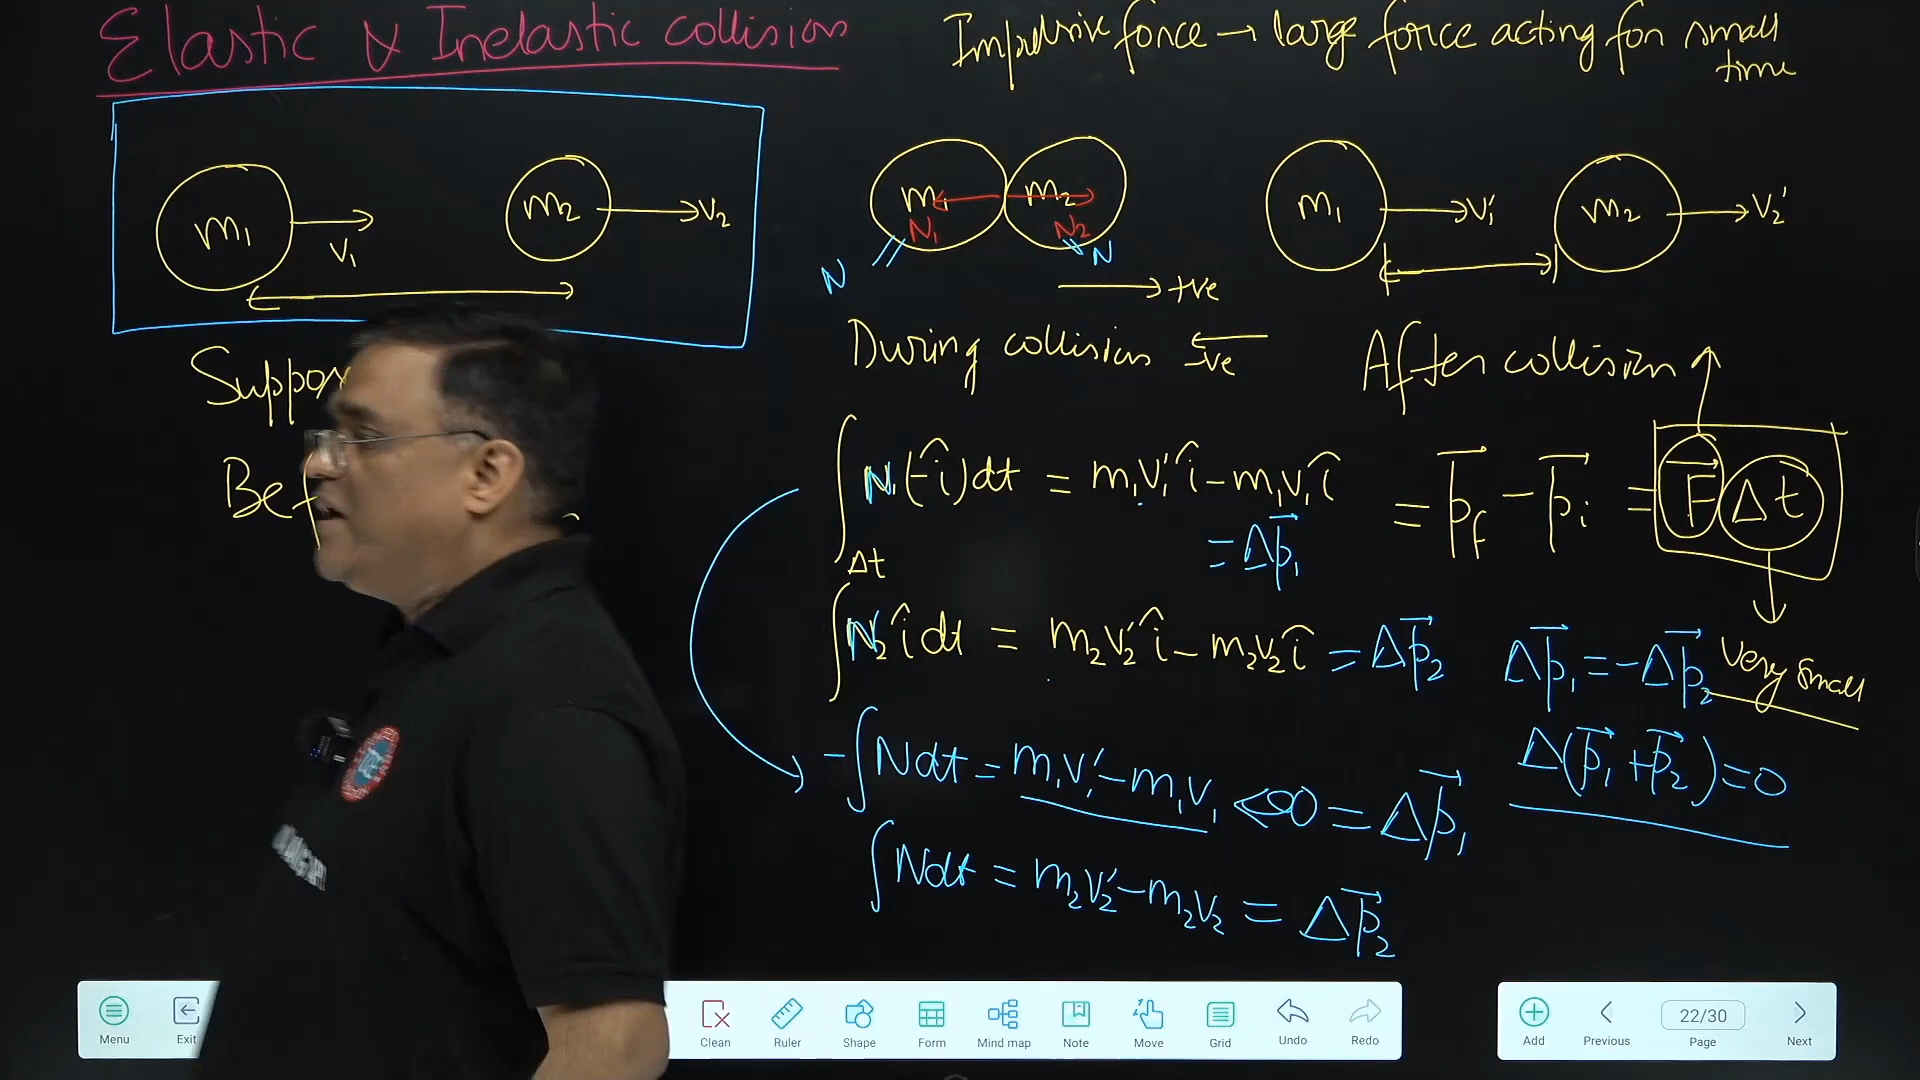 Elastic & Inelastic collision
Impulsive force → large force acting for small time
m₁ v₁ m₂ v₂
m₁ N₁ m₂ N₂
N N
→ +ve
m₁ v₁' m₂ v₂'
During collision ← -ve
After collision
∫Δt N₁(-î)dt = m₁v₁'î - m₁v₁î = p⃗f - p⃗i = F⃗ Δt
= Δp⃗₁
∫N₂ î dt = m₂v₂'î - m₂v₂î = Δp⃗₂
Δp⃗₁ = -Δp⃗₂
Very small
-∫Ndt = m₁v₁' - m₁v₁ <0 = Δp⃗₁
Δ(p⃗₁ + p⃗₂) = 0
∫Ndt = m₂v₂' - m₂v₂ = Δp⃗₂
Menu Exit Clean Ruler Shape Form Mind map Note Move Grid Undo Redo
Add Previous 22/30 Page Next